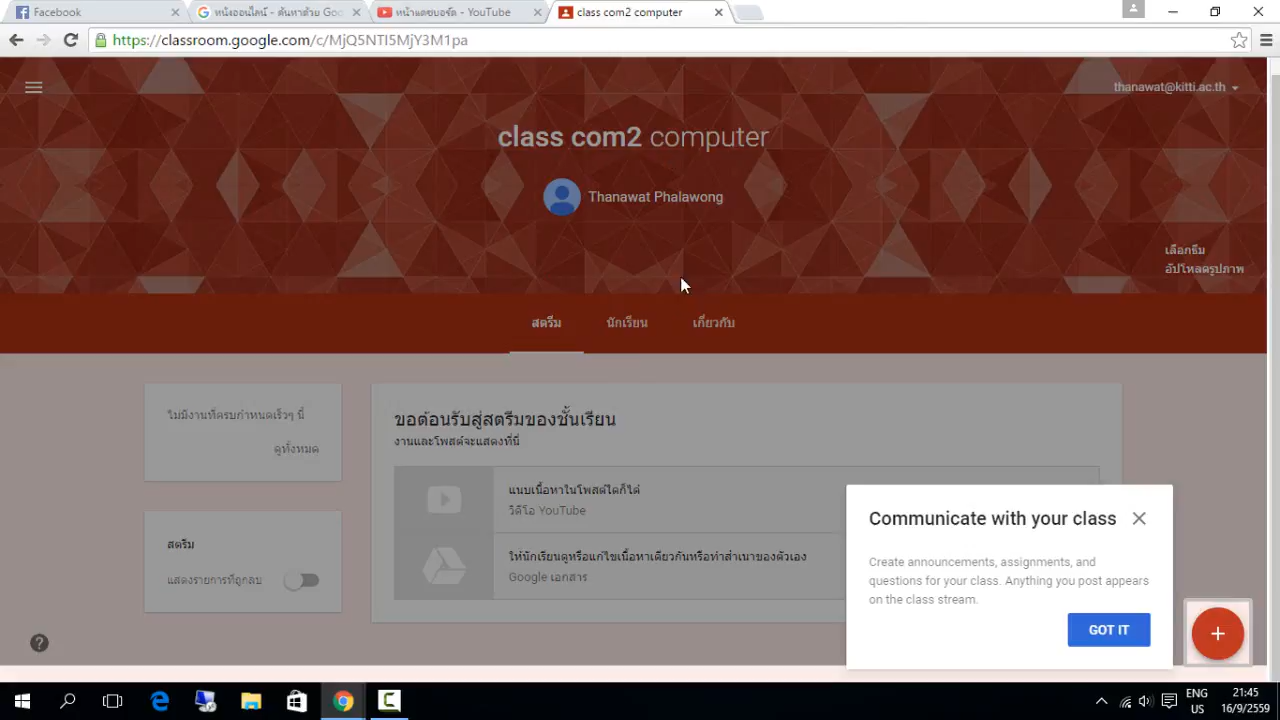 Facebook
หนังออนไลน์ - ค้นหาด้วย Goo
หน้าแดชบอร์ด - YouTube
class com2 computer
https://classroom.google.com/c/MjQ5NTI5MjY3M1pa
thanawat@kitti.ac.th
class com2 computer
Thanawat Phalawong
เลือกธีม
อัปโหลดรูปภาพ
สตรีม
นักเรียน
เกี่ยวกับ
ไม่มีงานที่ครบกำหนดเร็วๆ นี้
ดูทั้งหมด
สตรีม
แสดงรายการที่ถูกลบ
ขอต้อนรับสู่สตรีมของชั้นเรียน
งานและโพสต์จะแสดงที่นี่
แนบเนื้อหาในโพสต์ใดก็ได้
วิดีโอ YouTube
ให้นักเรียนดูหรือแก้ไขเนื้อหาเดียวกันหรือทำสำเนาของตัวเอง
Google เอกสาร
Communicate with your class
Create announcements, assignments, and
questions for your class. Anything you post appears
on the class stream.
GOT IT
ENG
US
21:45
16/9/2559